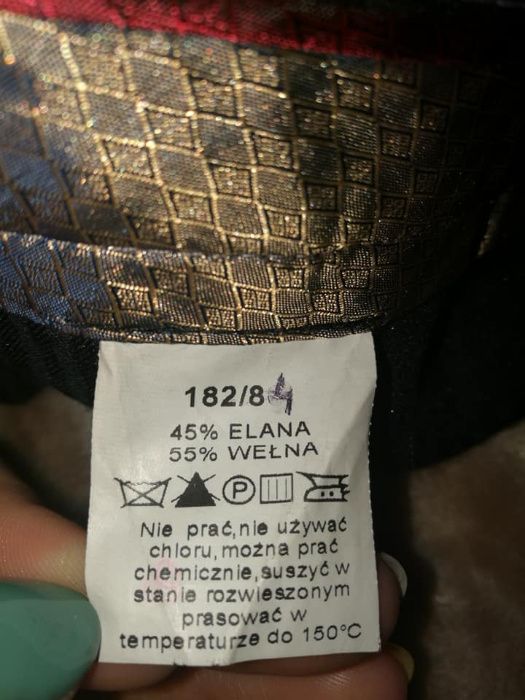 182/84
45% ELANA
55% WEŁNA
P
Nie prać,nie używać
chloru,można prać
chemicznie,suszyć w
stanie rozwieszonym
prasować w
temperaturze do 150°C